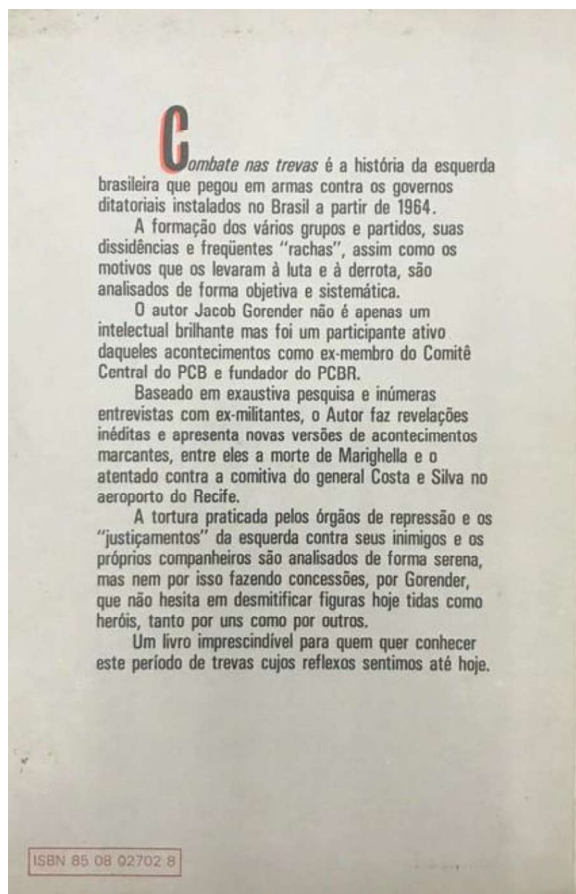 Combate nas trevas é a história da esquerda
brasileira que pegou em armas contra os governos
ditatoriais instalados no Brasil a partir de 1964.
A formação dos vários grupos e partidos, suas
dissidências e freqüentes "rachas", assim como os
motivos que os levaram à luta e à derrota, são
analisados de forma objetiva e sistemática.
O autor Jacob Gorender não é apenas um
intelectual brilhante mas foi um participante ativo
daqueles acontecimentos como ex-membro do Comitê
Central do PCB e fundador do PCBR.
Baseado em exaustiva pesquisa e inúmeras
entrevistas com ex-militantes, o Autor faz revelações
inéditas e apresenta novas versões de acontecimentos
marcantes, entre eles a morte de Marighella e o
atentado contra a comitiva do general Costa e Silva no
aeroporto do Recife.
A tortura praticada pelos órgãos de repressão e os
"justiçamentos" da esquerda contra seus inimigos e os
próprios companheiros são analisados de forma serena,
mas nem por isso fazendo concessões, por Gorender,
que não hesita em desmitificar figuras hoje tidas como
heróis, tanto por uns como por outros.
Um livro imprescindível para quem quer conhecer
este período de trevas cujos reflexos sentimos até hoje.
ISBN 85 08 02702 8